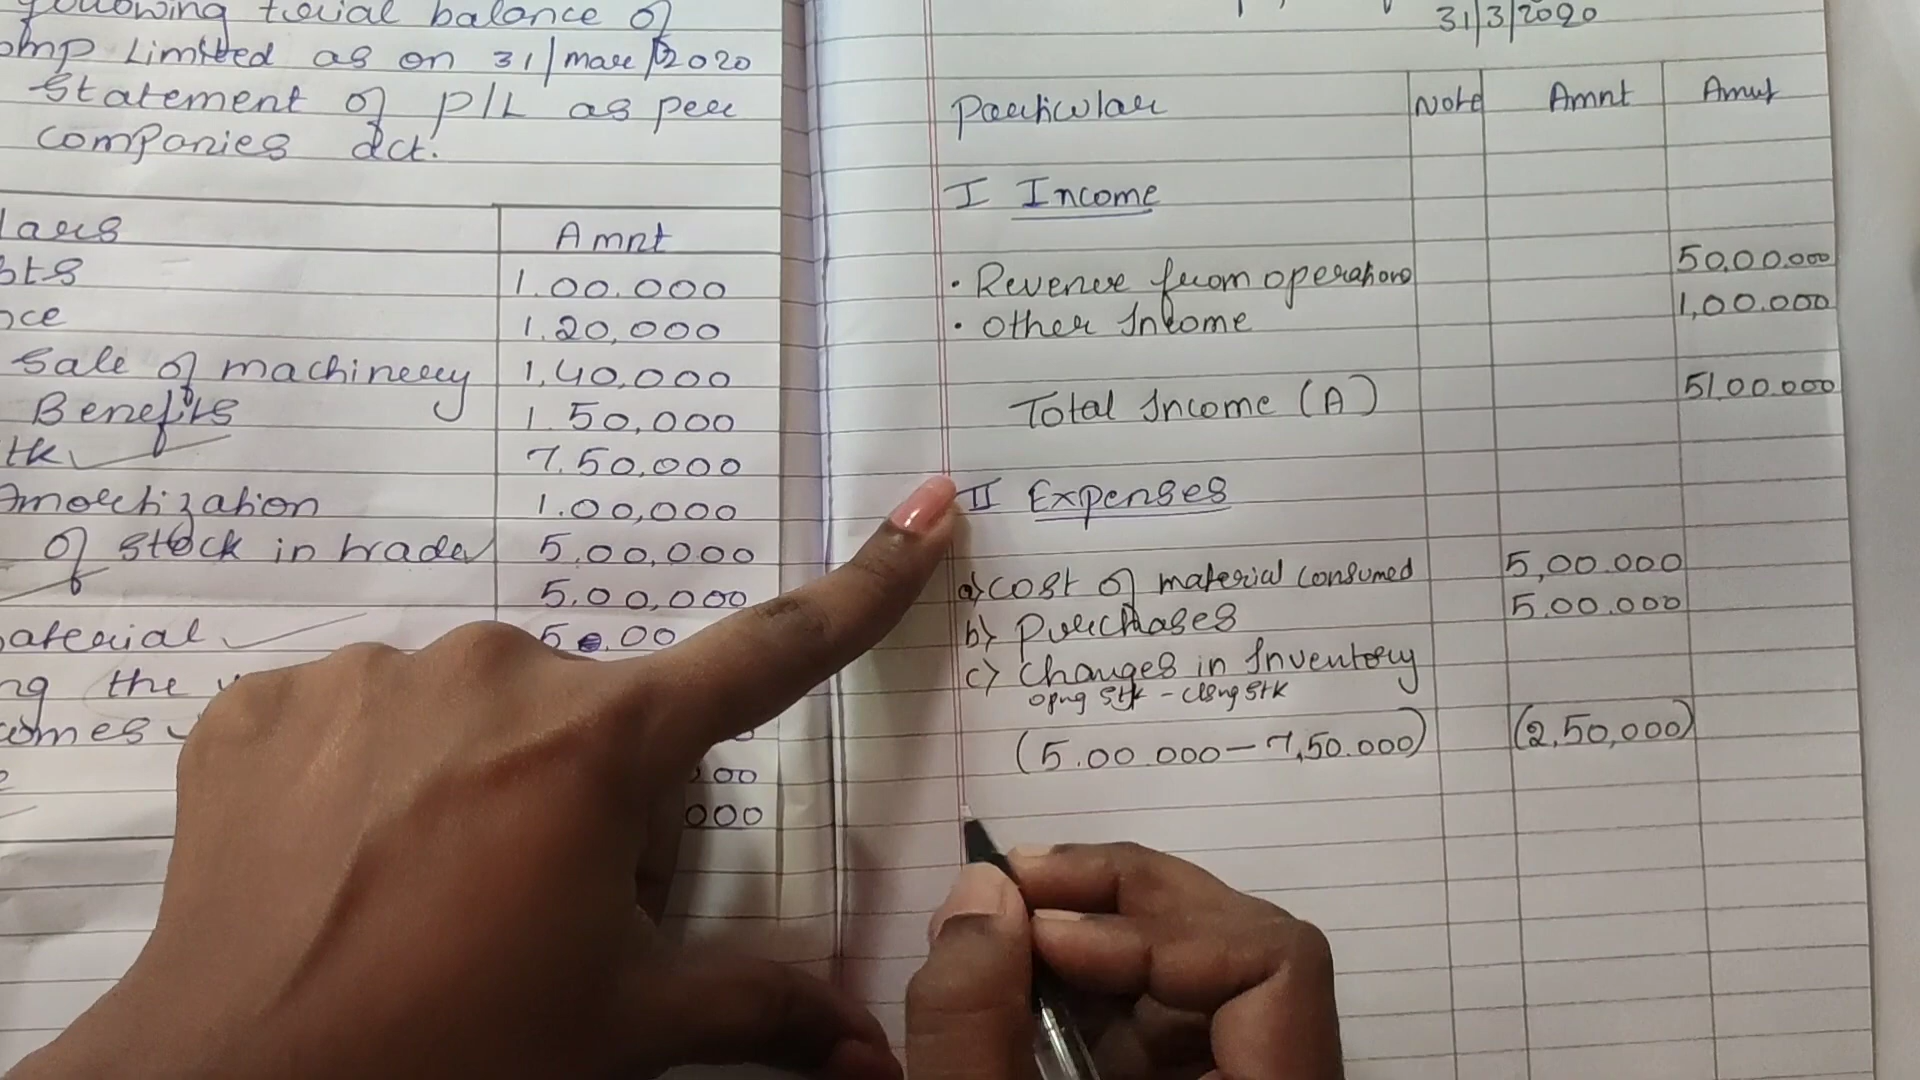 following trial balance of
omp Limited as on 31/mar/2020
Statement of P/L as per
Companies Act.
lars Amnt
bts 1.00.000
nce 1.20,000
Sale of machinery 1,40,000
Benefits 1.50,000
tk 7.50,000
Amortization 1.00,000
of stock in trade 5,00,000
5,00,000
aterial
ng the
comes
,00
000
31/3/2020
Particular Note Amnt Amnt
I Income
• Revenue from operations 50,00.000
• Other Income 1,00.000
Total Income (A) 51,00.000
II Expenses
a) Cost of material consumed 5,00.000
b) Purchases 5.00.000
c) Changes in Inventory
opng stk - clsng stk
(5.00.000 - 7,50.000) (2,50,000)